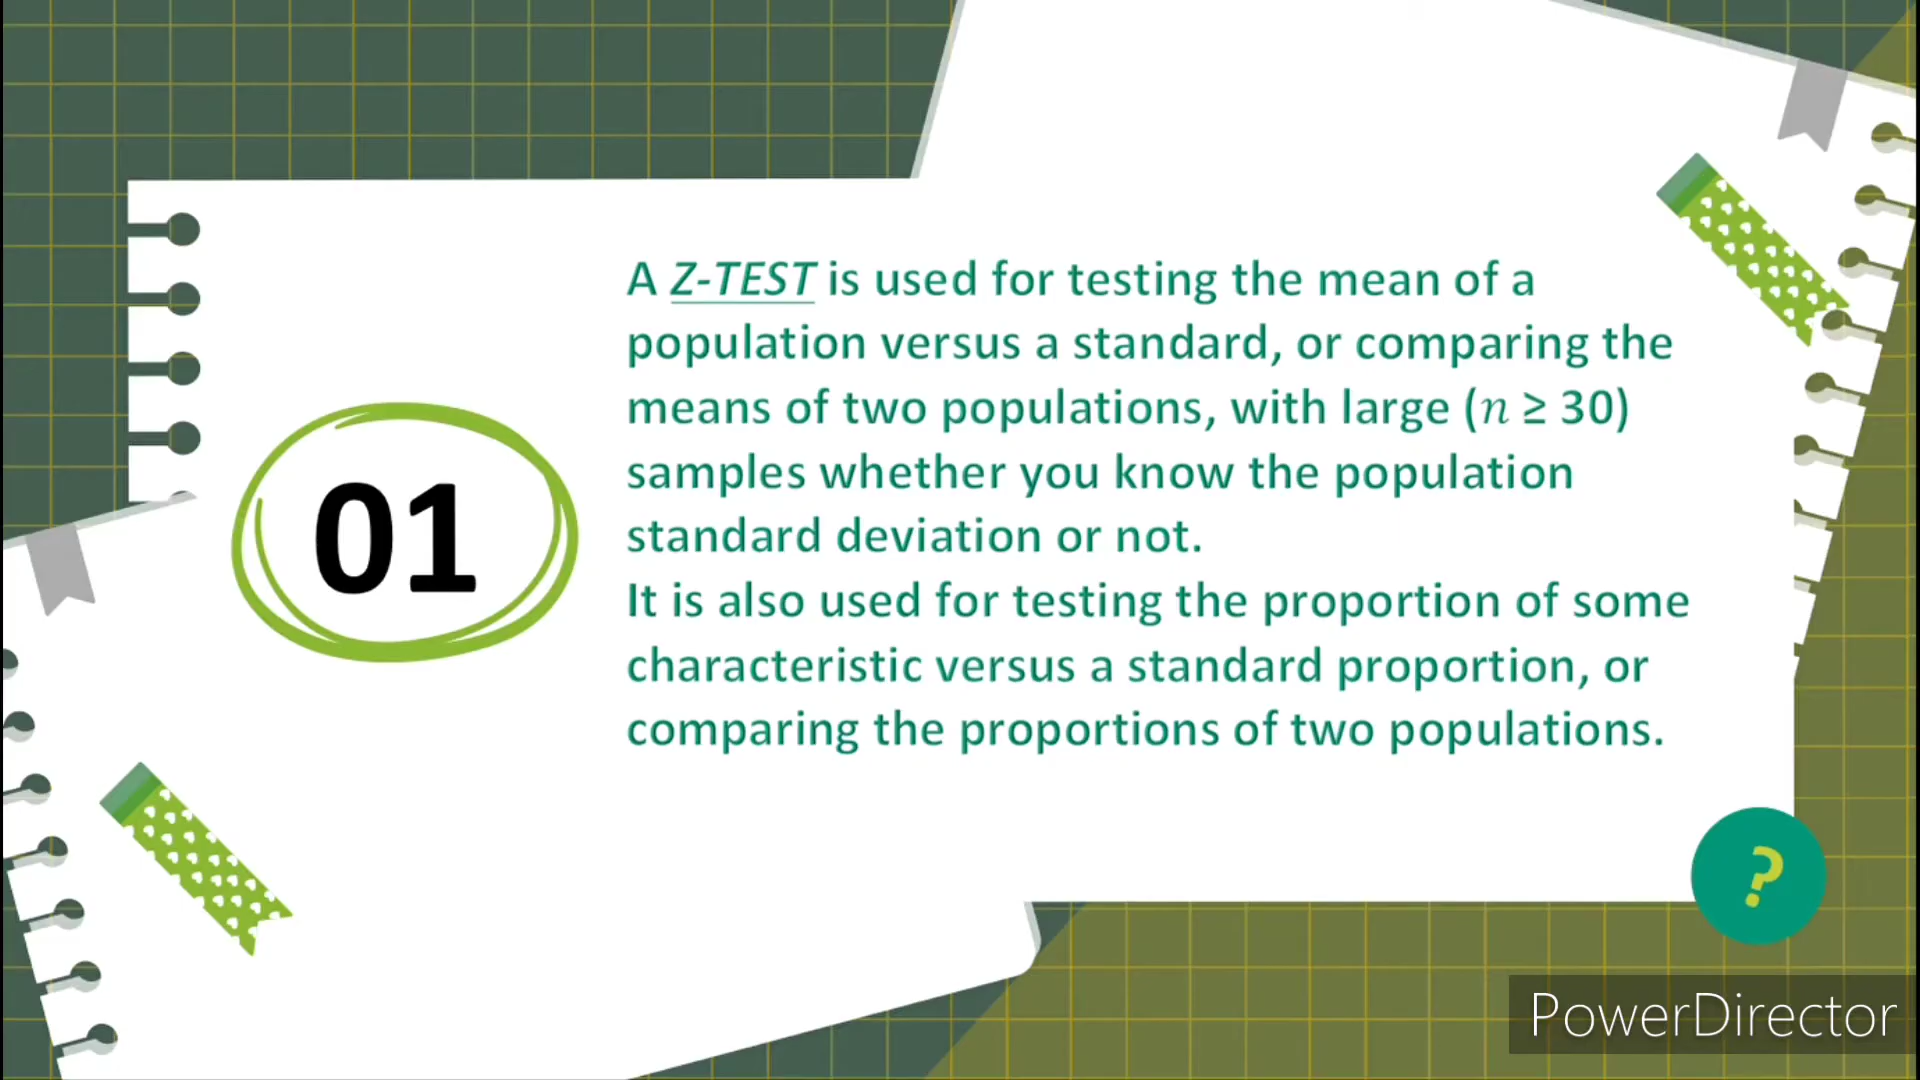 01
A Z-TEST is used for testing the mean of a
population versus a standard, or comparing the
means of two populations, with large (n ≥ 30)
samples whether you know the population
standard deviation or not.
It is also used for testing the proportion of some
characteristic versus a standard proportion, or
comparing the proportions of two populations.
?
PowerDirector